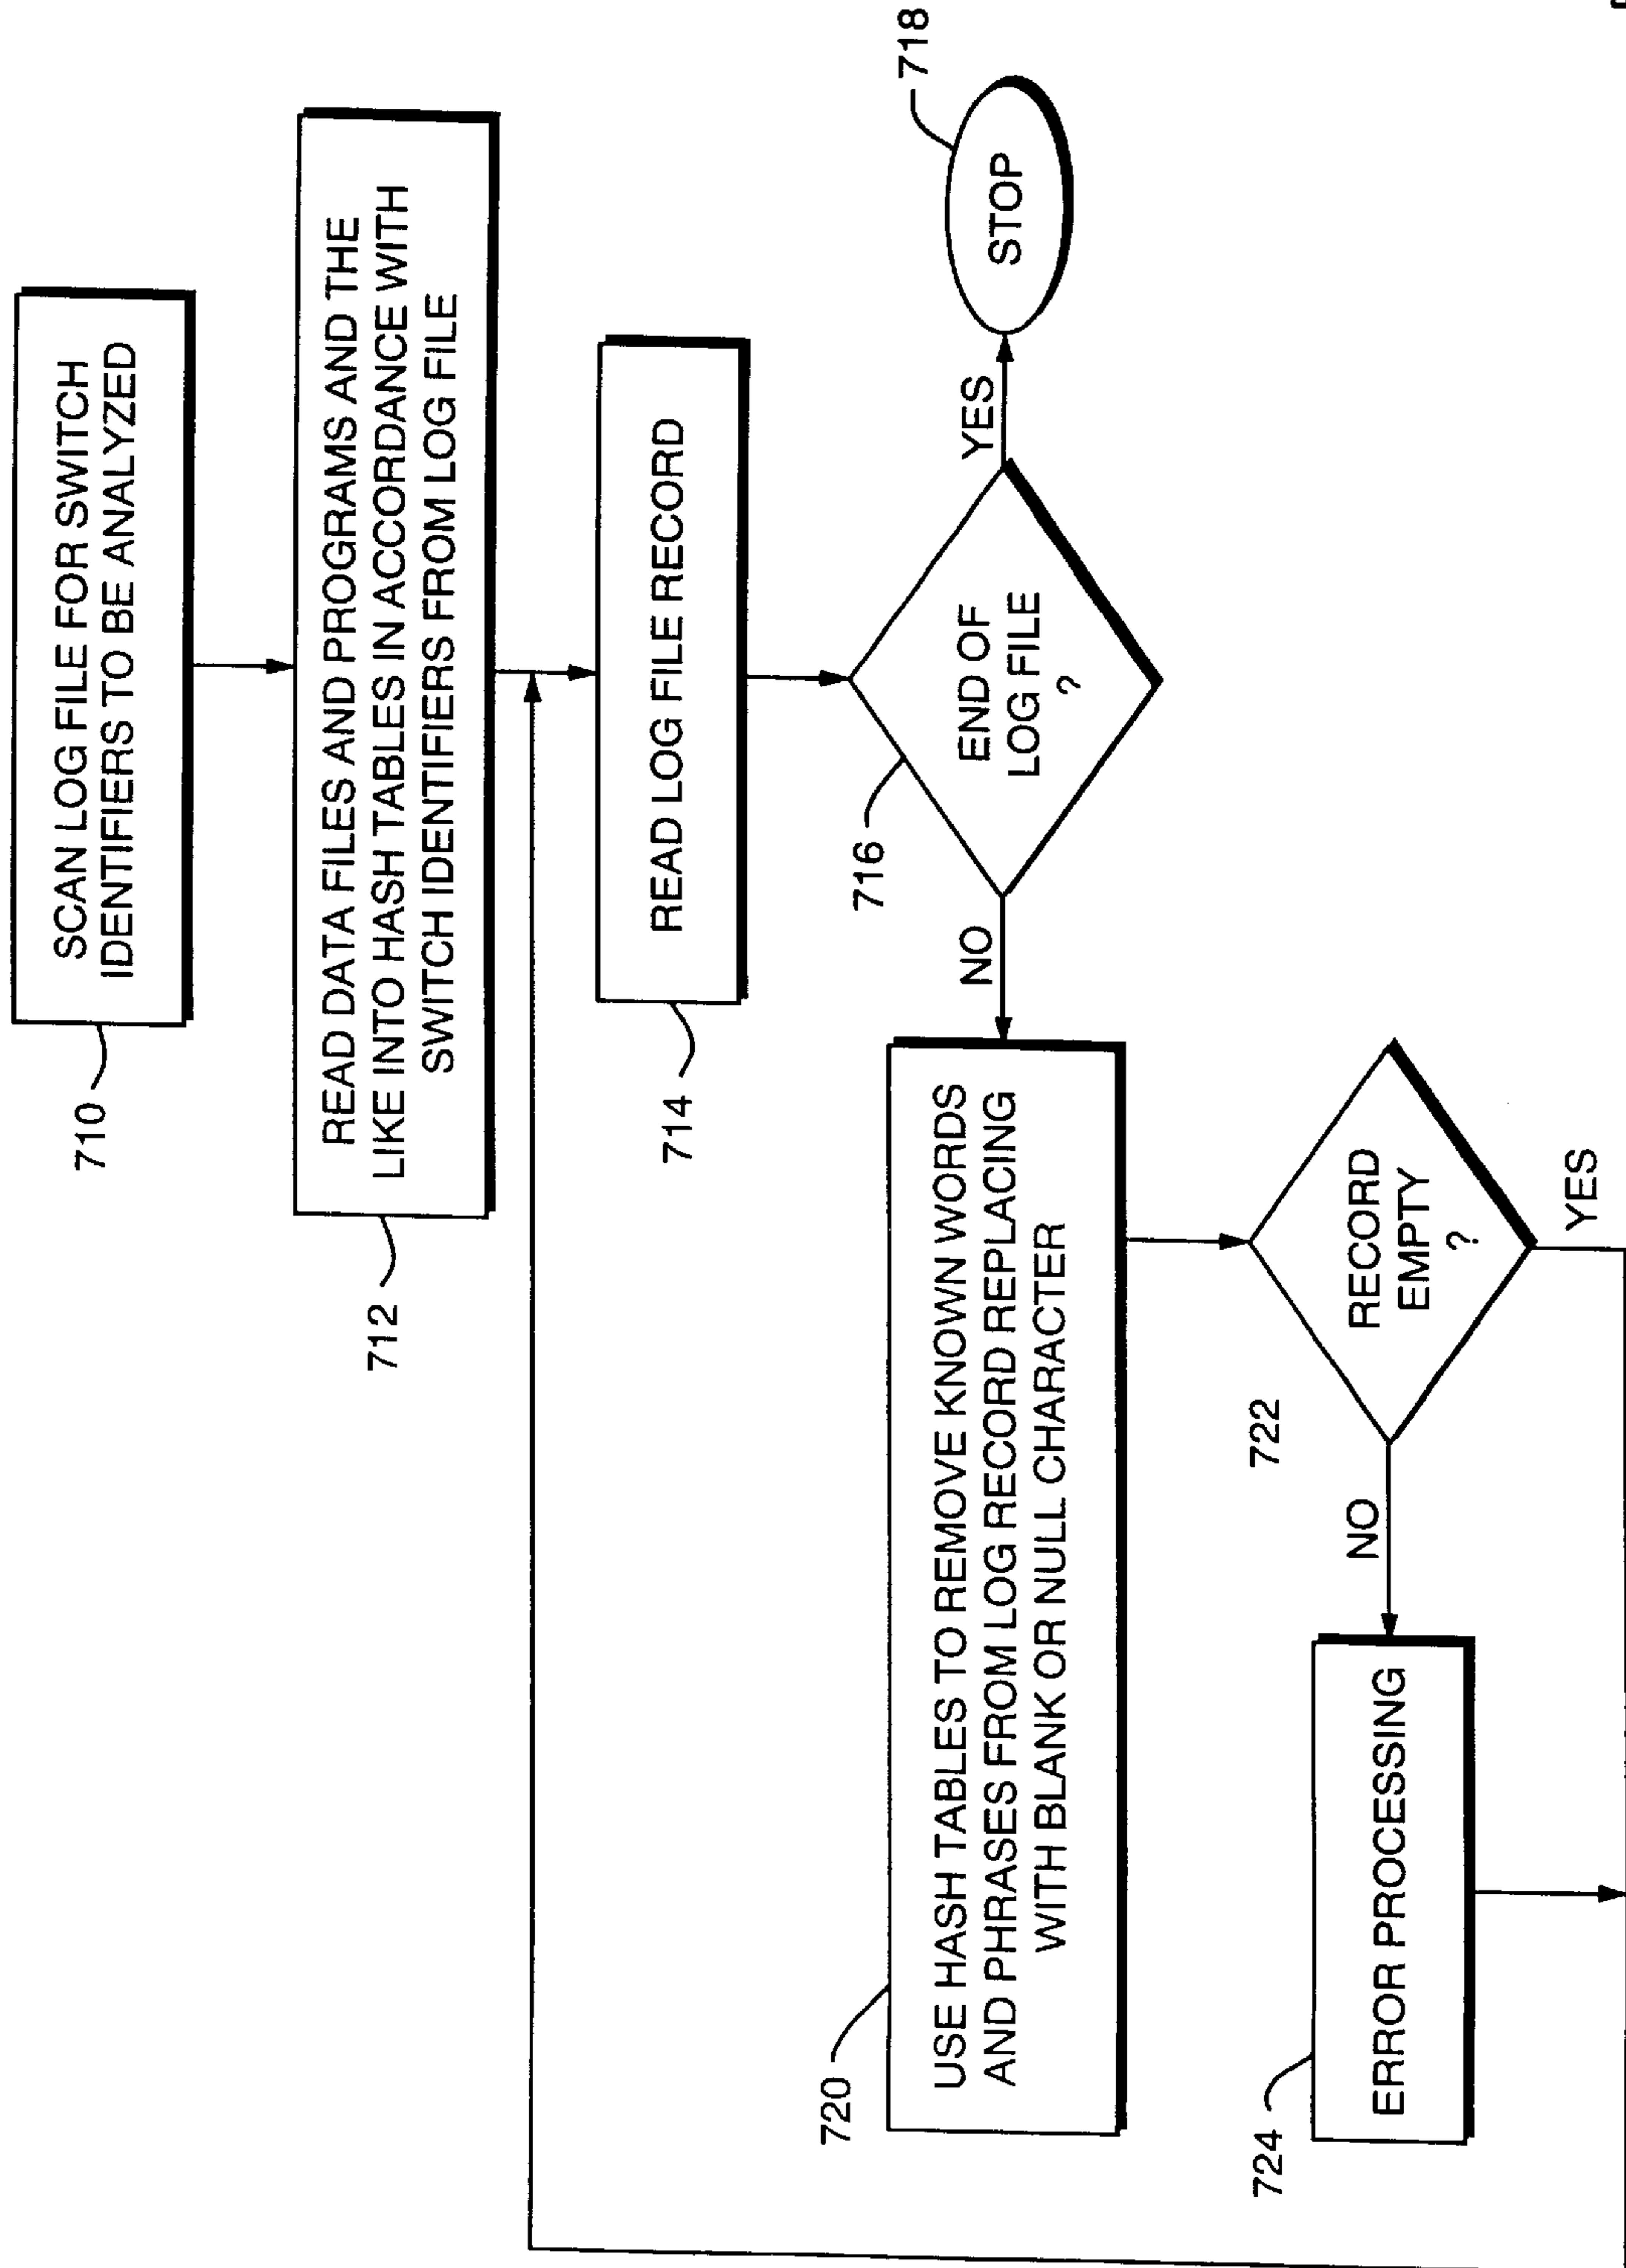 710
SCAN LOG FILE FOR SWITCH
IDENTIFIERS TO BE ANALYZED
712
READ DATA FILES AND PROGRAMS AND THE
LIKE INTO HASH TABLES IN ACCORDANCE WITH
SWITCH IDENTIFIERS FROM LOG FILE
714
READ LOG FILE RECORD
716
END OF
LOG FILE
?
YES
STOP
718
NO
720
USE HASH TABLES TO REMOVE KNOWN WORDS
AND PHRASES FROM LOG RECORD REPLACING
WITH BLANK OR NULL CHARACTER
722
RECORD
EMPTY
?
YES
NO
724
ERROR PROCESSING